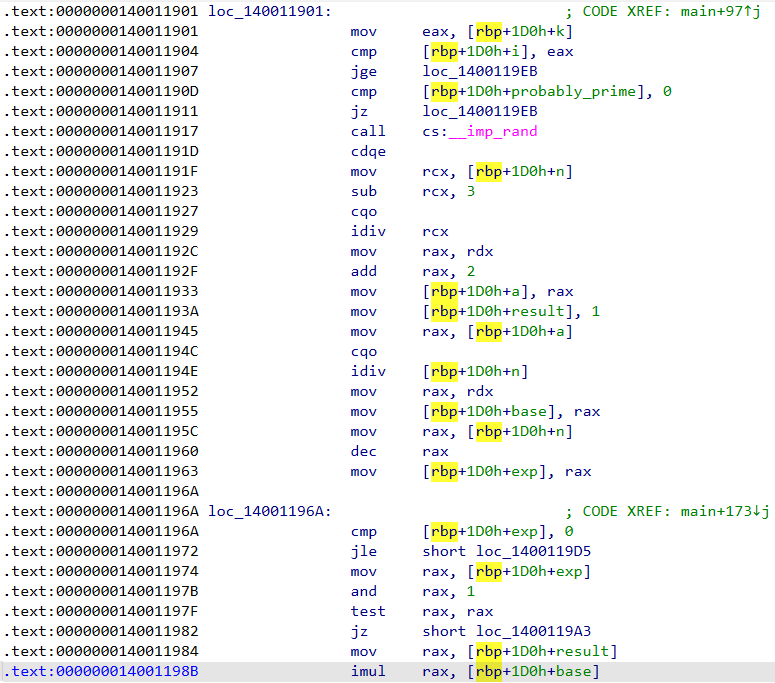 .text:0000000140011901 loc_140011901: ; CODE XREF: main+97↑j
.text:0000000140011901 mov eax, [rbp+1D0h+k]
.text:0000000140011904 cmp [rbp+1D0h+i], eax
.text:0000000140011907 jge loc_1400119EB
.text:000000014001190D cmp [rbp+1D0h+probably_prime], 0
.text:0000000140011911 jz loc_1400119EB
.text:0000000140011917 call cs:__imp_rand
.text:000000014001191D cdqe
.text:000000014001191F mov rcx, [rbp+1D0h+n]
.text:0000000140011923 sub rcx, 3
.text:0000000140011927 cqo
.text:0000000140011929 idiv rcx
.text:000000014001192C mov rax, rdx
.text:000000014001192F add rax, 2
.text:0000000140011933 mov [rbp+1D0h+a], rax
.text:000000014001193A mov [rbp+1D0h+result], 1
.text:0000000140011945 mov rax, [rbp+1D0h+a]
.text:000000014001194C cqo
.text:000000014001194E idiv [rbp+1D0h+n]
.text:0000000140011952 mov rax, rdx
.text:0000000140011955 mov [rbp+1D0h+base], rax
.text:000000014001195C mov rax, [rbp+1D0h+n]
.text:0000000140011960 dec rax
.text:0000000140011963 mov [rbp+1D0h+exp], rax
.text:000000014001196A
.text:000000014001196A loc_14001196A: ; CODE XREF: main+173↓j
.text:000000014001196A cmp [rbp+1D0h+exp], 0
.text:0000000140011972 jle short loc_1400119D5
.text:0000000140011974 mov rax, [rbp+1D0h+exp]
.text:000000014001197B and rax, 1
.text:000000014001197F test rax, rax
.text:0000000140011982 jz short loc_1400119A3
.text:0000000140011984 mov rax, [rbp+1D0h+result]
.text:000000014001198B imul rax, [rbp+1D0h+base]